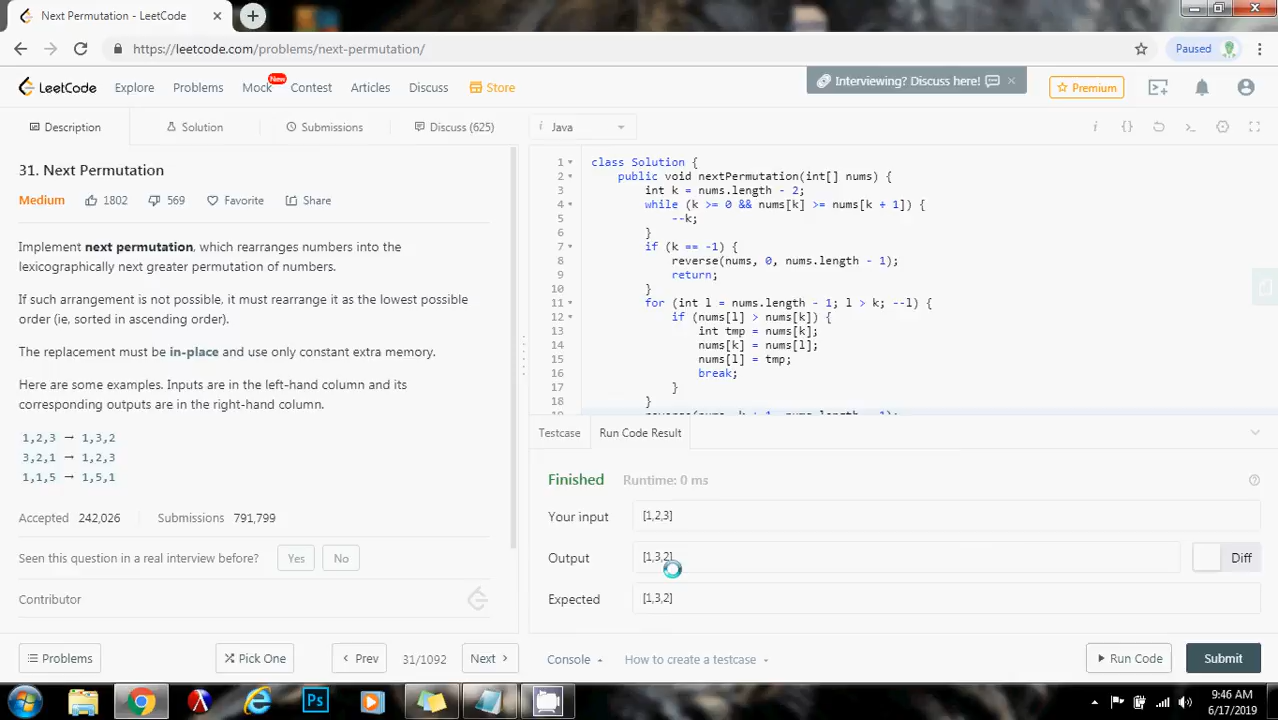 Next Permutation - LeetCode
https://leetcode.com/problems/next-permutation/
Paused
LeetCode
Explore
Problems
Mock
New
Contest
Articles
Discuss
Store
Interviewing? Discuss here!
Premium
Description
Solution
Submissions
Discuss (625)
Java
31. Next Permutation
Medium
1802
569
Favorite
Share
Implement next permutation, which rearranges numbers into the
lexicographically next greater permutation of numbers.
If such arrangement is not possible, it must rearrange it as the lowest possible
order (ie, sorted in ascending order).
The replacement must be in-place and use only constant extra memory.
Here are some examples. Inputs are in the left-hand column and its
corresponding outputs are in the right-hand column.
1,2,3 → 1,3,2
3,2,1 → 1,2,3
1,1,5 → 1,5,1
Accepted 242,026 Submissions 791,799
Seen this question in a real interview before? Yes No
Contributor
Problems
Pick One
Prev
31/1092
Next
1 class Solution {
2 public void nextPermutation(int[] nums) {
3 int k = nums.length - 2;
4 while (k >= 0 && nums[k] >= nums[k + 1]) {
5 --k;
6 }
7 if (k == -1) {
8 reverse(nums, 0, nums.length - 1);
9 return;
10 }
11 for (int l = nums.length - 1; l > k; --l) {
12 if (nums[l] > nums[k]) {
13 int tmp = nums[k];
14 nums[k] = nums[l];
15 nums[l] = tmp;
16 break;
17 }
18 }
19 reverse(nums, k + 1, nums.length - 1);
Testcase
Run Code Result
Finished Runtime: 0 ms
Your input [1,2,3]
Output [1,3,2]
Diff
Expected [1,3,2]
Console
How to create a testcase
Run Code
Submit
Ps
9:46 AM
6/17/2019